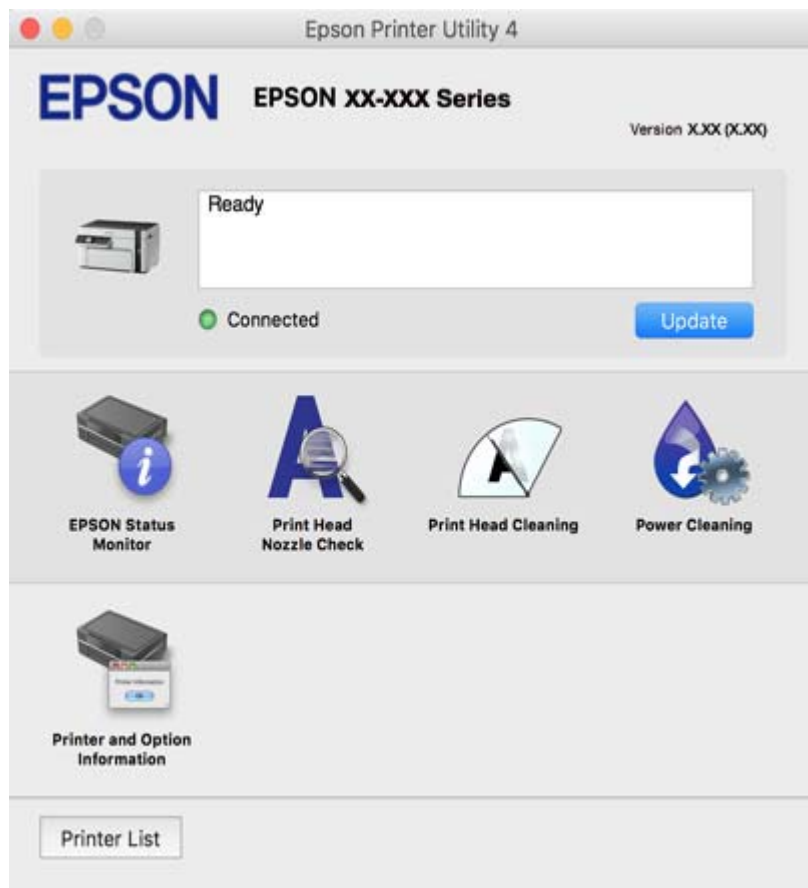 Epson Printer Utility 4
EPSON
EPSON XX-XXX Series
Version X.XX (X.XX)
Ready
Connected
Update
EPSON Status
Monitor
Print Head
Nozzle Check
Print Head Cleaning
Power Cleaning
Printer and Option
Information
Printer List